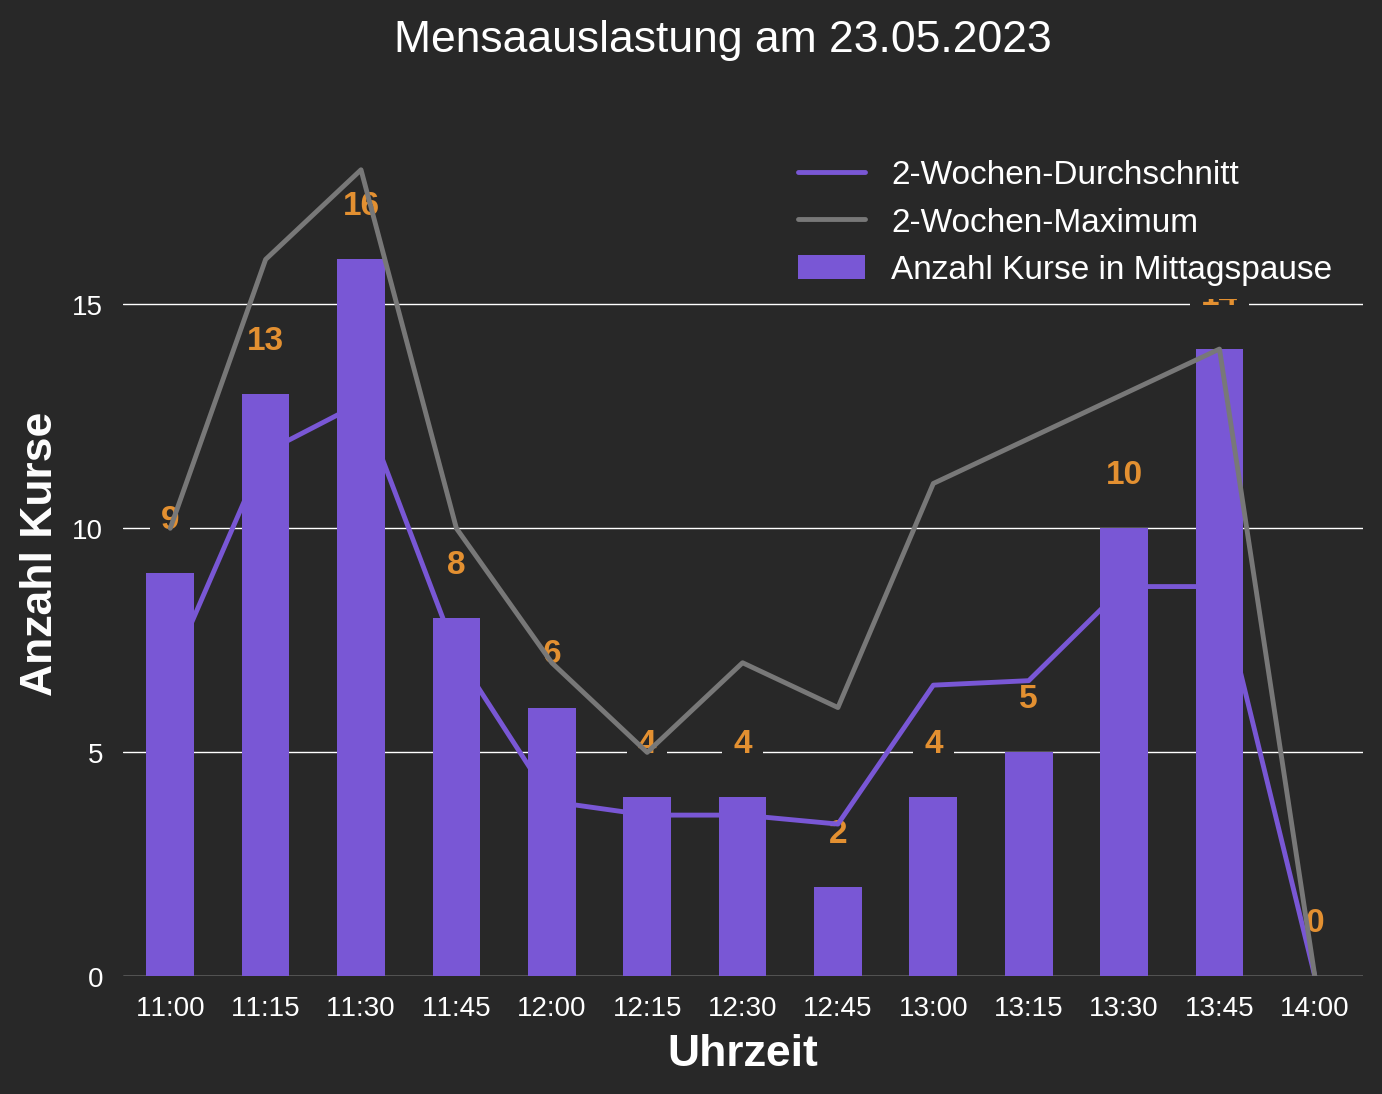 Mensaauslastung am 23.05.2023
2-Wochen-Durchschnitt
2-Wochen-Maximum
Anzahl Kurse in Mittagspause
Anzahl Kurse
15
10
5
0
9
13
16
8
6
4
4
2
4
5
10
14
0
11:00 11:15 11:30 11:45 12:00 12:15 12:30 12:45 13:00 13:15 13:30 13:45 14:00
Uhrzeit